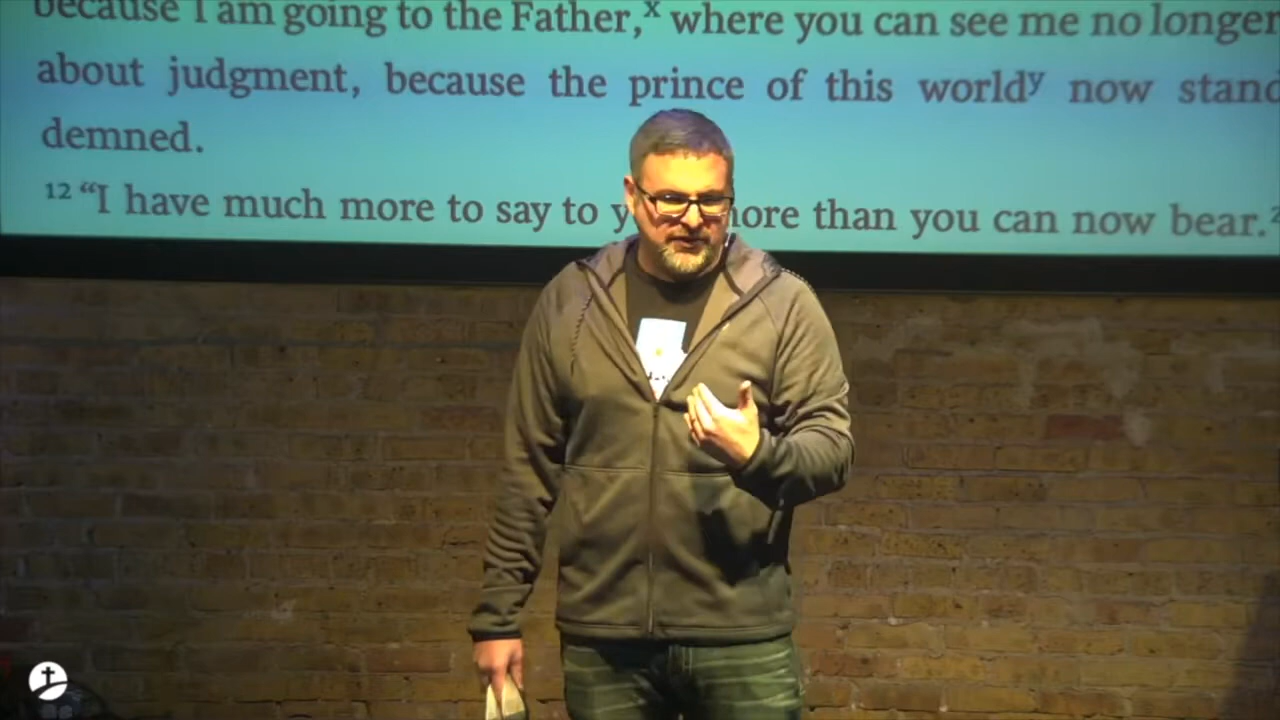 because I am going to the Father,ˣ where you can see me no longer
about judgment, because the prince of this worldʸ now stand
demned.
¹² “I have much more to say to y more than you can now bear.